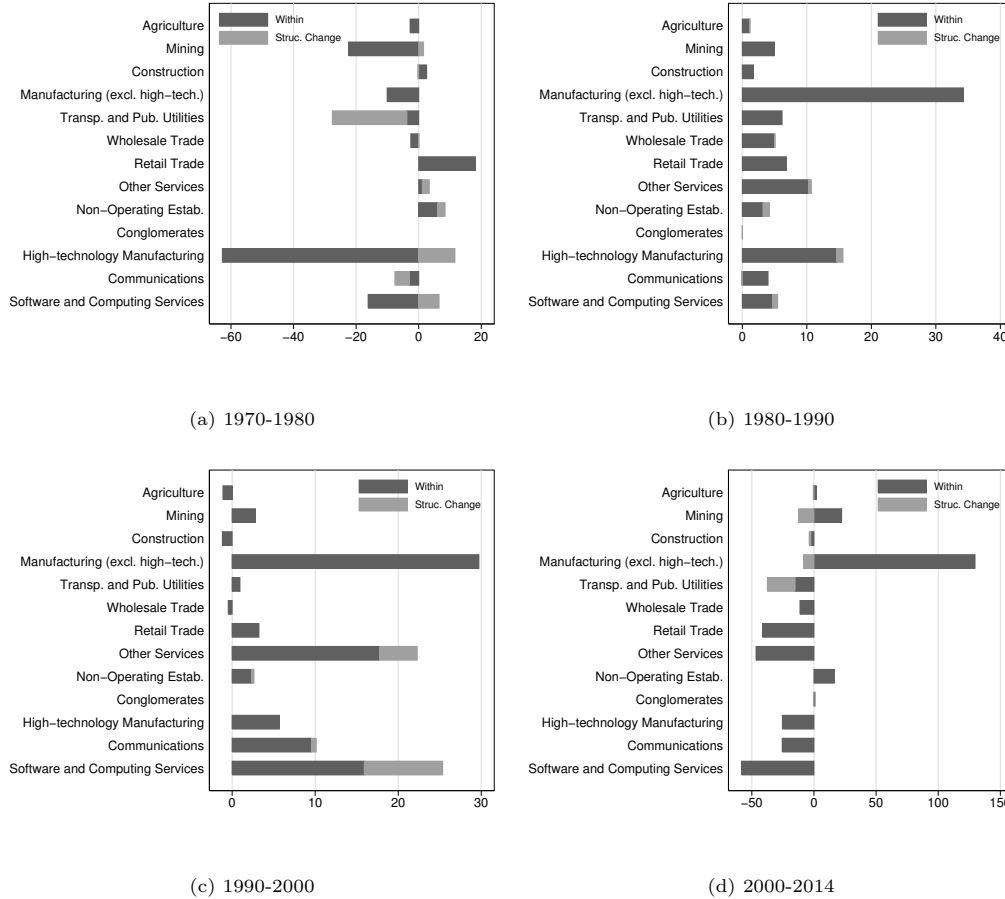 Agriculture
Mining
Construction
Manufacturing (excl. high−tech.)
Transp. and Pub. Utilities
Wholesale Trade
Retail Trade
Other Services
Non−Operating Estab.
Conglomerates
High−technology Manufacturing
Communications
Software and Computing Services
Within
Struc. Change
−60 −40 −20 0 20
(a) 1970-1980
Agriculture
Mining
Construction
Manufacturing (excl. high−tech.)
Transp. and Pub. Utilities
Wholesale Trade
Retail Trade
Other Services
Non−Operating Estab.
Conglomerates
High−technology Manufacturing
Communications
Software and Computing Services
Within
Struc. Change
0 10 20 30 40
(b) 1980-1990
Agriculture
Mining
Construction
Manufacturing (excl. high−tech.)
Transp. and Pub. Utilities
Wholesale Trade
Retail Trade
Other Services
Non−Operating Estab.
Conglomerates
High−technology Manufacturing
Communications
Software and Computing Services
Within
Struc. Change
0 10 20 30
(c) 1990-2000
Agriculture
Mining
Construction
Manufacturing (excl. high−tech.)
Transp. and Pub. Utilities
Wholesale Trade
Retail Trade
Other Services
Non−Operating Estab.
Conglomerates
High−technology Manufacturing
Communications
Software and Computing Services
Within
Struc. Change
−50 0 50 100 150
(d) 2000-2014